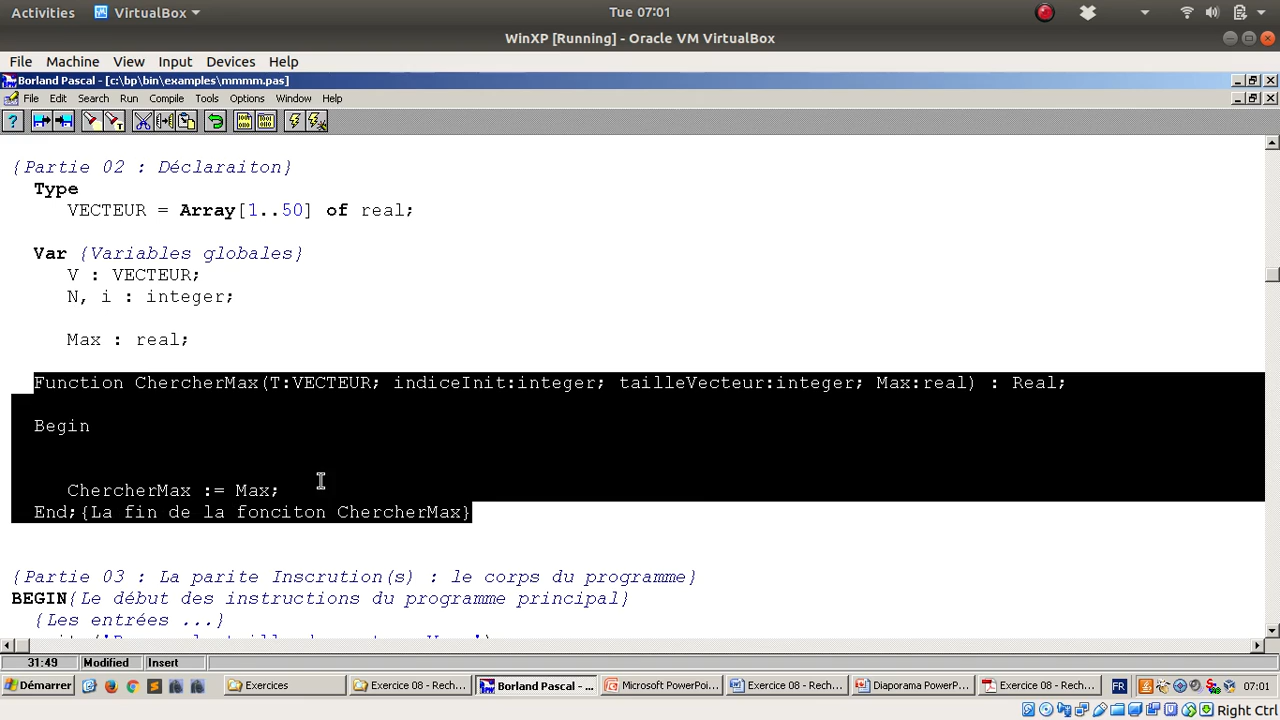 Activities VirtualBox Tue 07:01
WinXP [Running] - Oracle VM VirtualBox
File Machine View Input Devices Help
Borland Pascal - [c:\bp\bin\examples\mmmm.pas]
File Edit Search Run Compile Tools Options Window Help
{Partie 02 : Déclaraiton}
Type
VECTEUR = Array[1..50] of real;
Var {Variables globales}
V : VECTEUR;
N, i : integer;
Max : real;
Function ChercherMax(T:VECTEUR; indiceInit:integer; tailleVecteur:integer; Max:real) : Real;
Begin
ChercherMax := Max;
End;{La fin de la fonciton ChercherMax}
{Partie 03 : La parite Inscrution(s) : le corps du programme}
BEGIN{Le début des instructions du programme principal}
{Les entrées ...}
31:49 Modified Insert
Démarrer Exercices Exercice 08 - Rech... Borland Pascal - ... Microsoft PowerPoi... Exercice 08 - Rech... Diaporama PowerP... Exercice 08 - Rech... FR 07:01
Right Ctrl